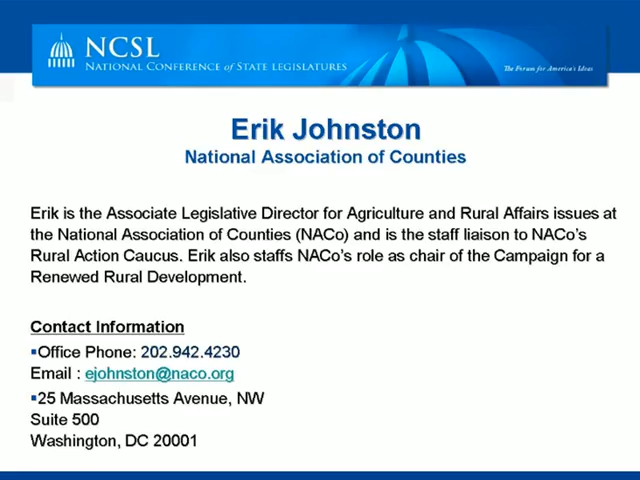 NCSL
NATIONAL CONFERENCE of STATE LEGISLATURES
The Forum for America's Ideas
Erik Johnston
National Association of Counties
Erik is the Associate Legislative Director for Agriculture and Rural Affairs issues at
the National Association of Counties (NACo) and is the staff liaison to NACo's
Rural Action Caucus. Erik also staffs NACo's role as chair of the Campaign for a
Renewed Rural Development.
Contact Information
▪Office Phone: 202.942.4230
Email : ejohnston@naco.org
▪25 Massachusetts Avenue, NW
Suite 500
Washington, DC 20001